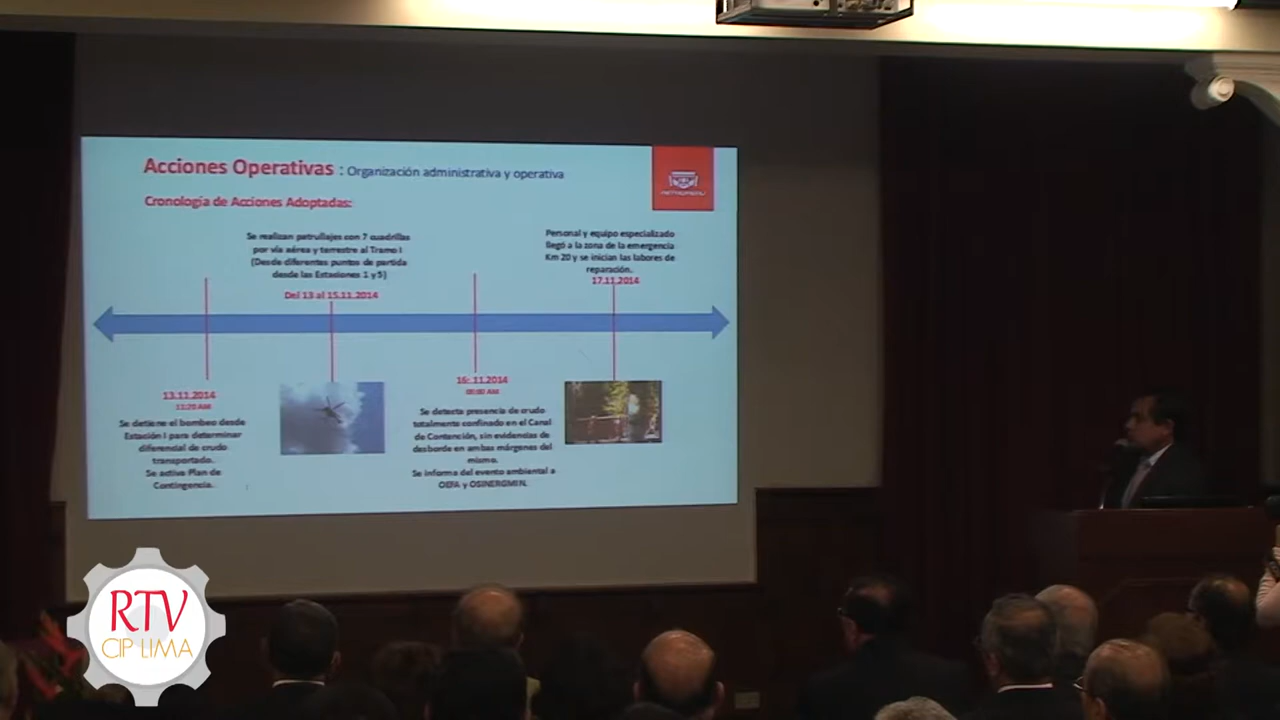 Acciones Operativas : Organización administrativa y operativa
PETROPERU
Cronología de Acciones Adoptadas:
Se realizan patrullajes con 7 cuadrillas
por vía aérea y terrestre al Tramo I
(Desde diferentes puntos de partida
desde las Estaciones 1 y 5)
Del 13 al 15.11.2014
Personal y equipo especializado
llegó a la zona de la emergencia
Km 20 y se inician las labores de
reparación.
17.11.2014
13.11.2014
11:20 AM
Se detiene el bombeo desde
Estación I para determinar
diferencial de crudo
transportado.
Se activa Plan de
Contingencia.
16:.11.2014
Se detecta presencia de crudo
totalmente confinado en el Canal
de Contención, sin evidencias de
desborde en ambas márgenes del
mismo.
Se informa del evento ambiental a
OEFA y OSINERGMIN.
RTV
CIP LIMA